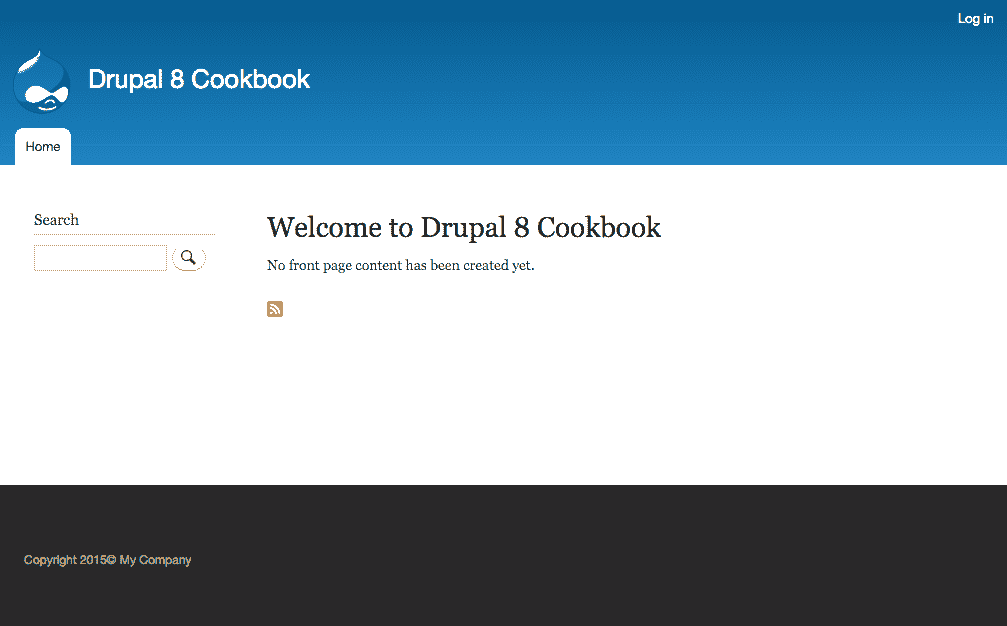 Log in
Drupal 8 Cookbook
Home
Search
Welcome to Drupal 8 Cookbook
No front page content has been created yet.
Copyright 2015© My Company